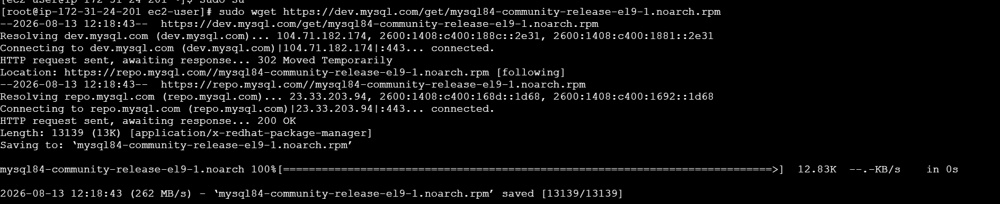 [ec2-user@ip-172-31-24-201 ~]$ sudo su
[root@ip-172-31-24-201 ec2-user]# sudo wget https://dev.mysql.com/get/mysql84-community-release-el9-1.noarch.rpm
--2026-08-13 12:18:43--  https://dev.mysql.com/get/mysql84-community-release-el9-1.noarch.rpm
Resolving dev.mysql.com (dev.mysql.com)... 104.71.182.174, 2600:1408:c400:188c::2e31, 2600:1408:c400:1881::2e31
Connecting to dev.mysql.com (dev.mysql.com)|104.71.182.174|:443... connected.
HTTP request sent, awaiting response... 302 Moved Temporarily
Location: https://repo.mysql.com//mysql84-community-release-el9-1.noarch.rpm [following]
--2026-08-13 12:18:43--  https://repo.mysql.com//mysql84-community-release-el9-1.noarch.rpm
Resolving repo.mysql.com (repo.mysql.com)... 23.33.203.94, 2600:1408:c400:168d::1d68, 2600:1408:c400:1692::1d68
Connecting to repo.mysql.com (repo.mysql.com)|23.33.203.94|:443... connected.
HTTP request sent, awaiting response... 200 OK
Length: 13139 (13K) [application/x-redhat-package-manager]
Saving to: ‘mysql84-community-release-el9-1.noarch.rpm’
mysql84-community-release-el9-1.noarch 100%[============================================================================>]  12.83K  --.-KB/s    in 0s
2026-08-13 12:18:43 (262 MB/s) - ‘mysql84-community-release-el9-1.noarch.rpm’ saved [13139/13139]